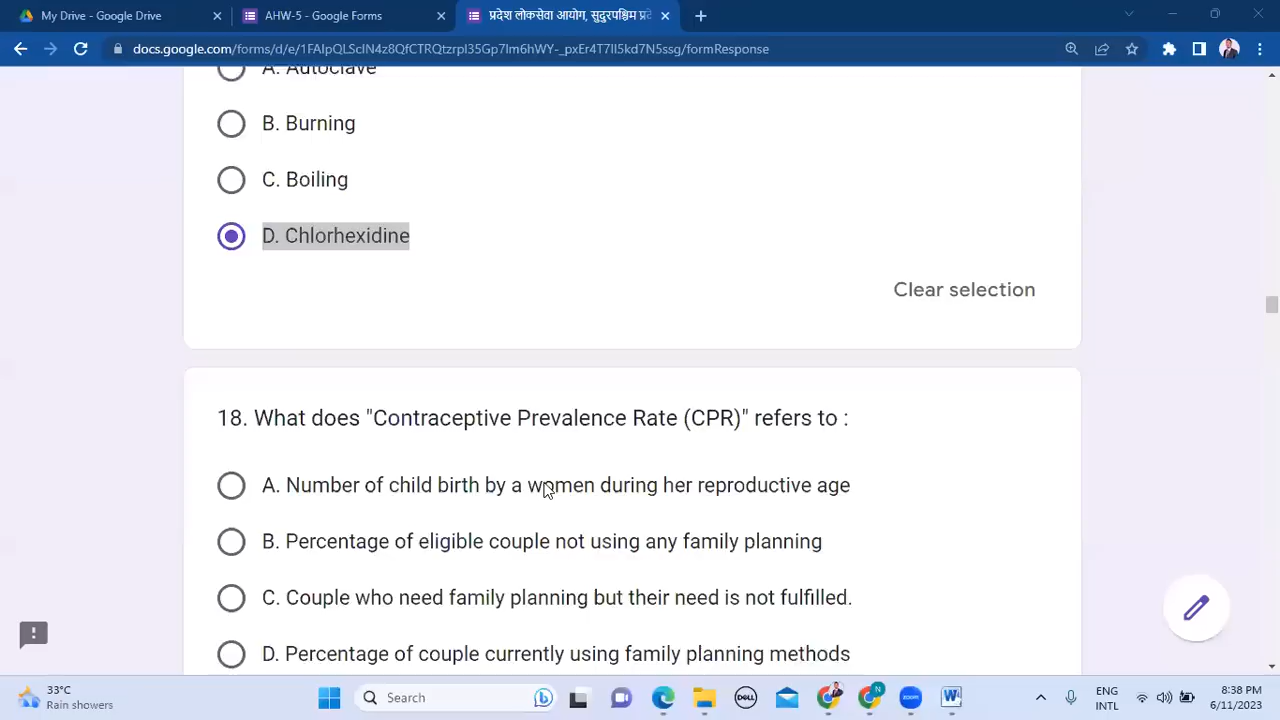 My Drive - Google Drive
AHW-5 - Google Forms
प्रदेश लोकसेवा आयोग, सुदुरपश्चिम प्रदे
docs.google.com/forms/d/e/1FAIpQLScIN4z8QfCTRQtzrpI35Gp7Im6hWY-_pxEr4T7II5kd7N5ssg/formResponse
A. Autoclave
B. Burning
C. Boiling
D. Chlorhexidine
Clear selection
18. What does "Contraceptive Prevalence Rate (CPR)" refers to :
A. Number of child birth by a women during her reproductive age
B. Percentage of eligible couple not using any family planning
C. Couple who need family planning but their need is not fulfilled.
D. Percentage of couple currently using family planning methods
33°C
Rain showers
Search
DELL
N
zoom
W
ENG
INTL
8:38 PM
6/11/2023